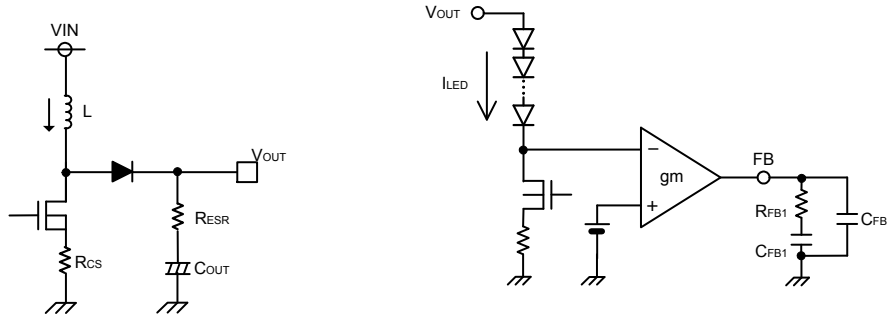 VIN
L
VOUT
RESR
RCS
COUT
VOUT
ILED
−
gm
+
FB
RFB1
CFB1
CFB